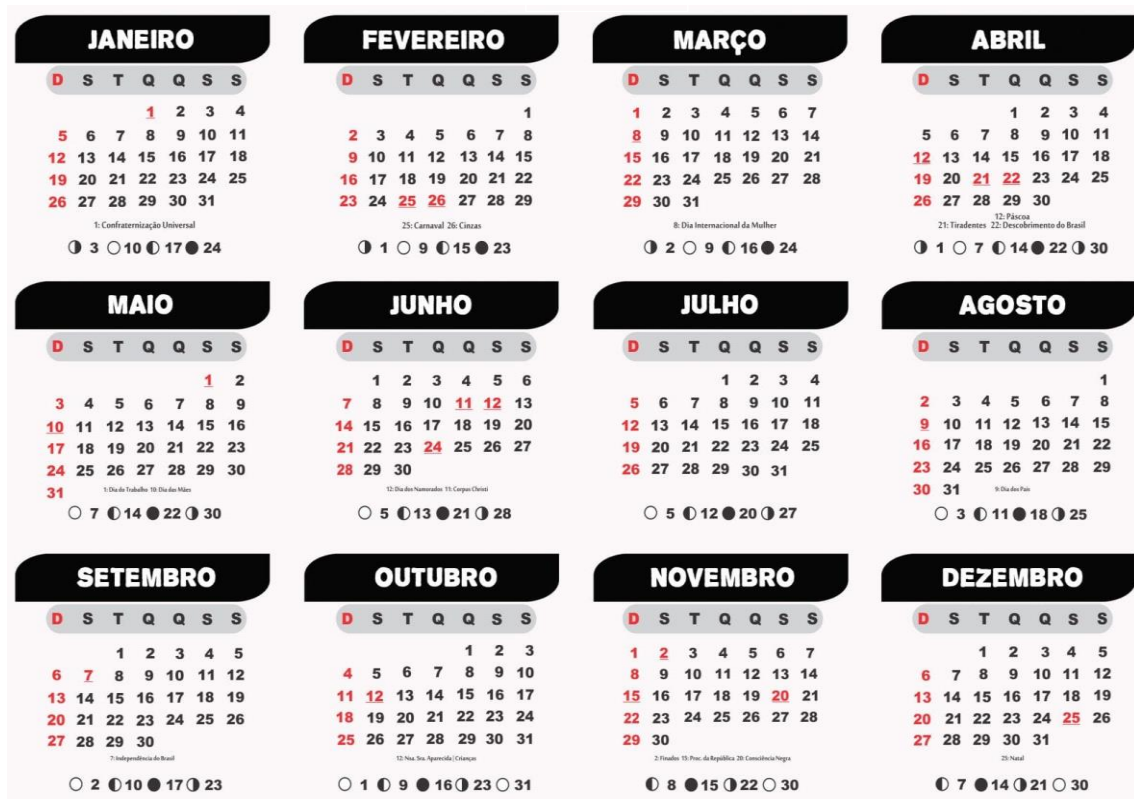 JANEIRO
D S T Q Q S S
1 2 3 4
5 6 7 8 9 10 11
12 13 14 15 16 17 18
19 20 21 22 23 24 25
26 27 28 29 30 31
1: Confraternização Universal
3 10 17 24
FEVEREIRO
D S T Q Q S S
1
2 3 4 5 6 7 8
9 10 11 12 13 14 15
16 17 18 19 20 21 22
23 24 25 26 27 28 29
25: Carnaval 26: Cinzas
1 9 15 23
MARÇO
D S T Q Q S S
1 2 3 4 5 6 7
8 9 10 11 12 13 14
15 16 17 18 19 20 21
22 23 24 25 26 27 28
29 30 31
8: Dia Internacional da Mulher
2 9 16 24
ABRIL
D S T Q Q S S
1 2 3 4
5 6 7 8 9 10 11
12 13 14 15 16 17 18
19 20 21 22 23 24 25
26 27 28 29 30
12: Páscoa
21: Tiradentes 22: Descobrimento do Brasil
1 7 14 22 30
MAIO
D S T Q Q S S
1 2
3 4 5 6 7 8 9
10 11 12 13 14 15 16
17 18 19 20 21 22 23
24 25 26 27 28 29 30
31
1: Dia do Trabalho 10: Dia das Mães
7 14 22 30
JUNHO
D S T Q Q S S
1 2 3 4 5 6
7 8 9 10 11 12 13
14 15 16 17 18 19 20
21 22 23 24 25 26 27
28 29 30
12: Dia dos Namorados 11: Corpus Christi
5 13 21 28
JULHO
D S T Q Q S S
1 2 3 4
5 6 7 8 9 10 11
12 13 14 15 16 17 18
19 20 21 22 23 24 25
26 27 28 29 30 31
5 12 20 27
AGOSTO
D S T Q Q S S
1
2 3 4 5 6 7 8
9 10 11 12 13 14 15
16 17 18 19 20 21 22
23 24 25 26 27 28 29
30 31
9: Dia dos Pais
3 11 18 25
SETEMBRO
D S T Q Q S S
1 2 3 4 5
6 7 8 9 10 11 12
13 14 15 16 17 18 19
20 21 22 23 24 25 26
27 28 29 30
7: Independência do Brasil
2 10 17 23
OUTUBRO
D S T Q Q S S
1 2 3
4 5 6 7 8 9 10
11 12 13 14 15 16 17
18 19 20 21 22 23 24
25 26 27 28 29 30 31
12: Nsa. Sra. Aparecida | Crianças
1 9 16 23 31
NOVEMBRO
D S T Q Q S S
1 2 3 4 5 6 7
8 9 10 11 12 13 14
15 16 17 18 19 20 21
22 23 24 25 26 27 28
29 30
2: Finados 15: Proc. da República 20: Consciência Negra
8 15 22 30
DEZEMBRO
D S T Q Q S S
1 2 3 4 5
6 7 8 9 10 11 12
13 14 15 16 17 18 19
20 21 22 23 24 25 26
27 28 29 30 31
25: Natal
7 14 21 30